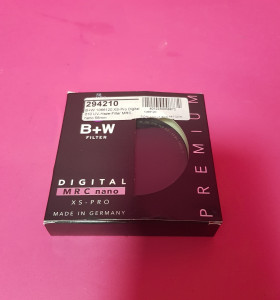 294210
B+W
FILTER
DIGITAL
MRC nano
XS-PRO
MADE IN GERMANY
PREMIUM